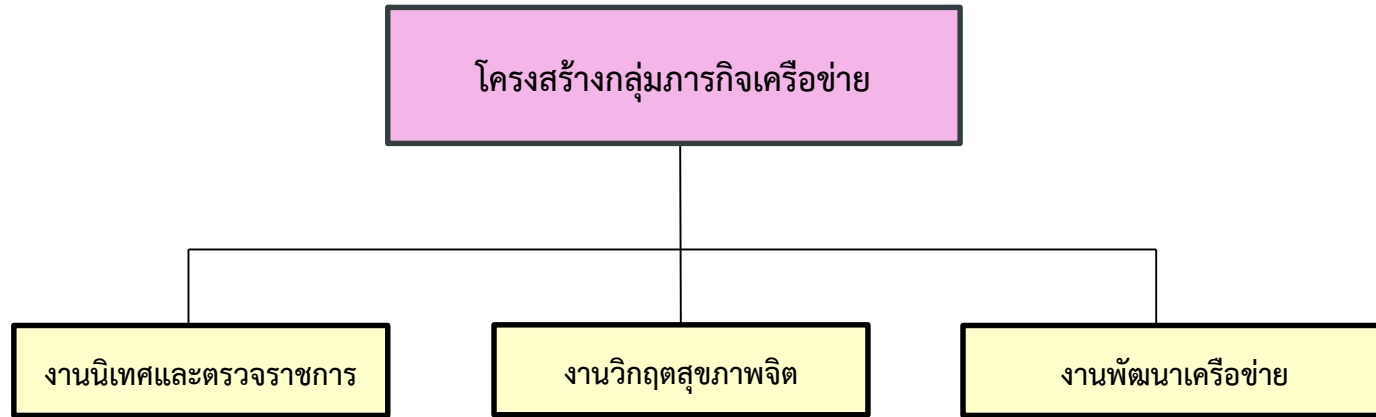 โครงสร้างกลุ่มภารกิจเครือข่าย
งานนิเทศและตรวจราชการ
งานวิกฤตสุขภาพจิต
งานพัฒนาเครือข่าย